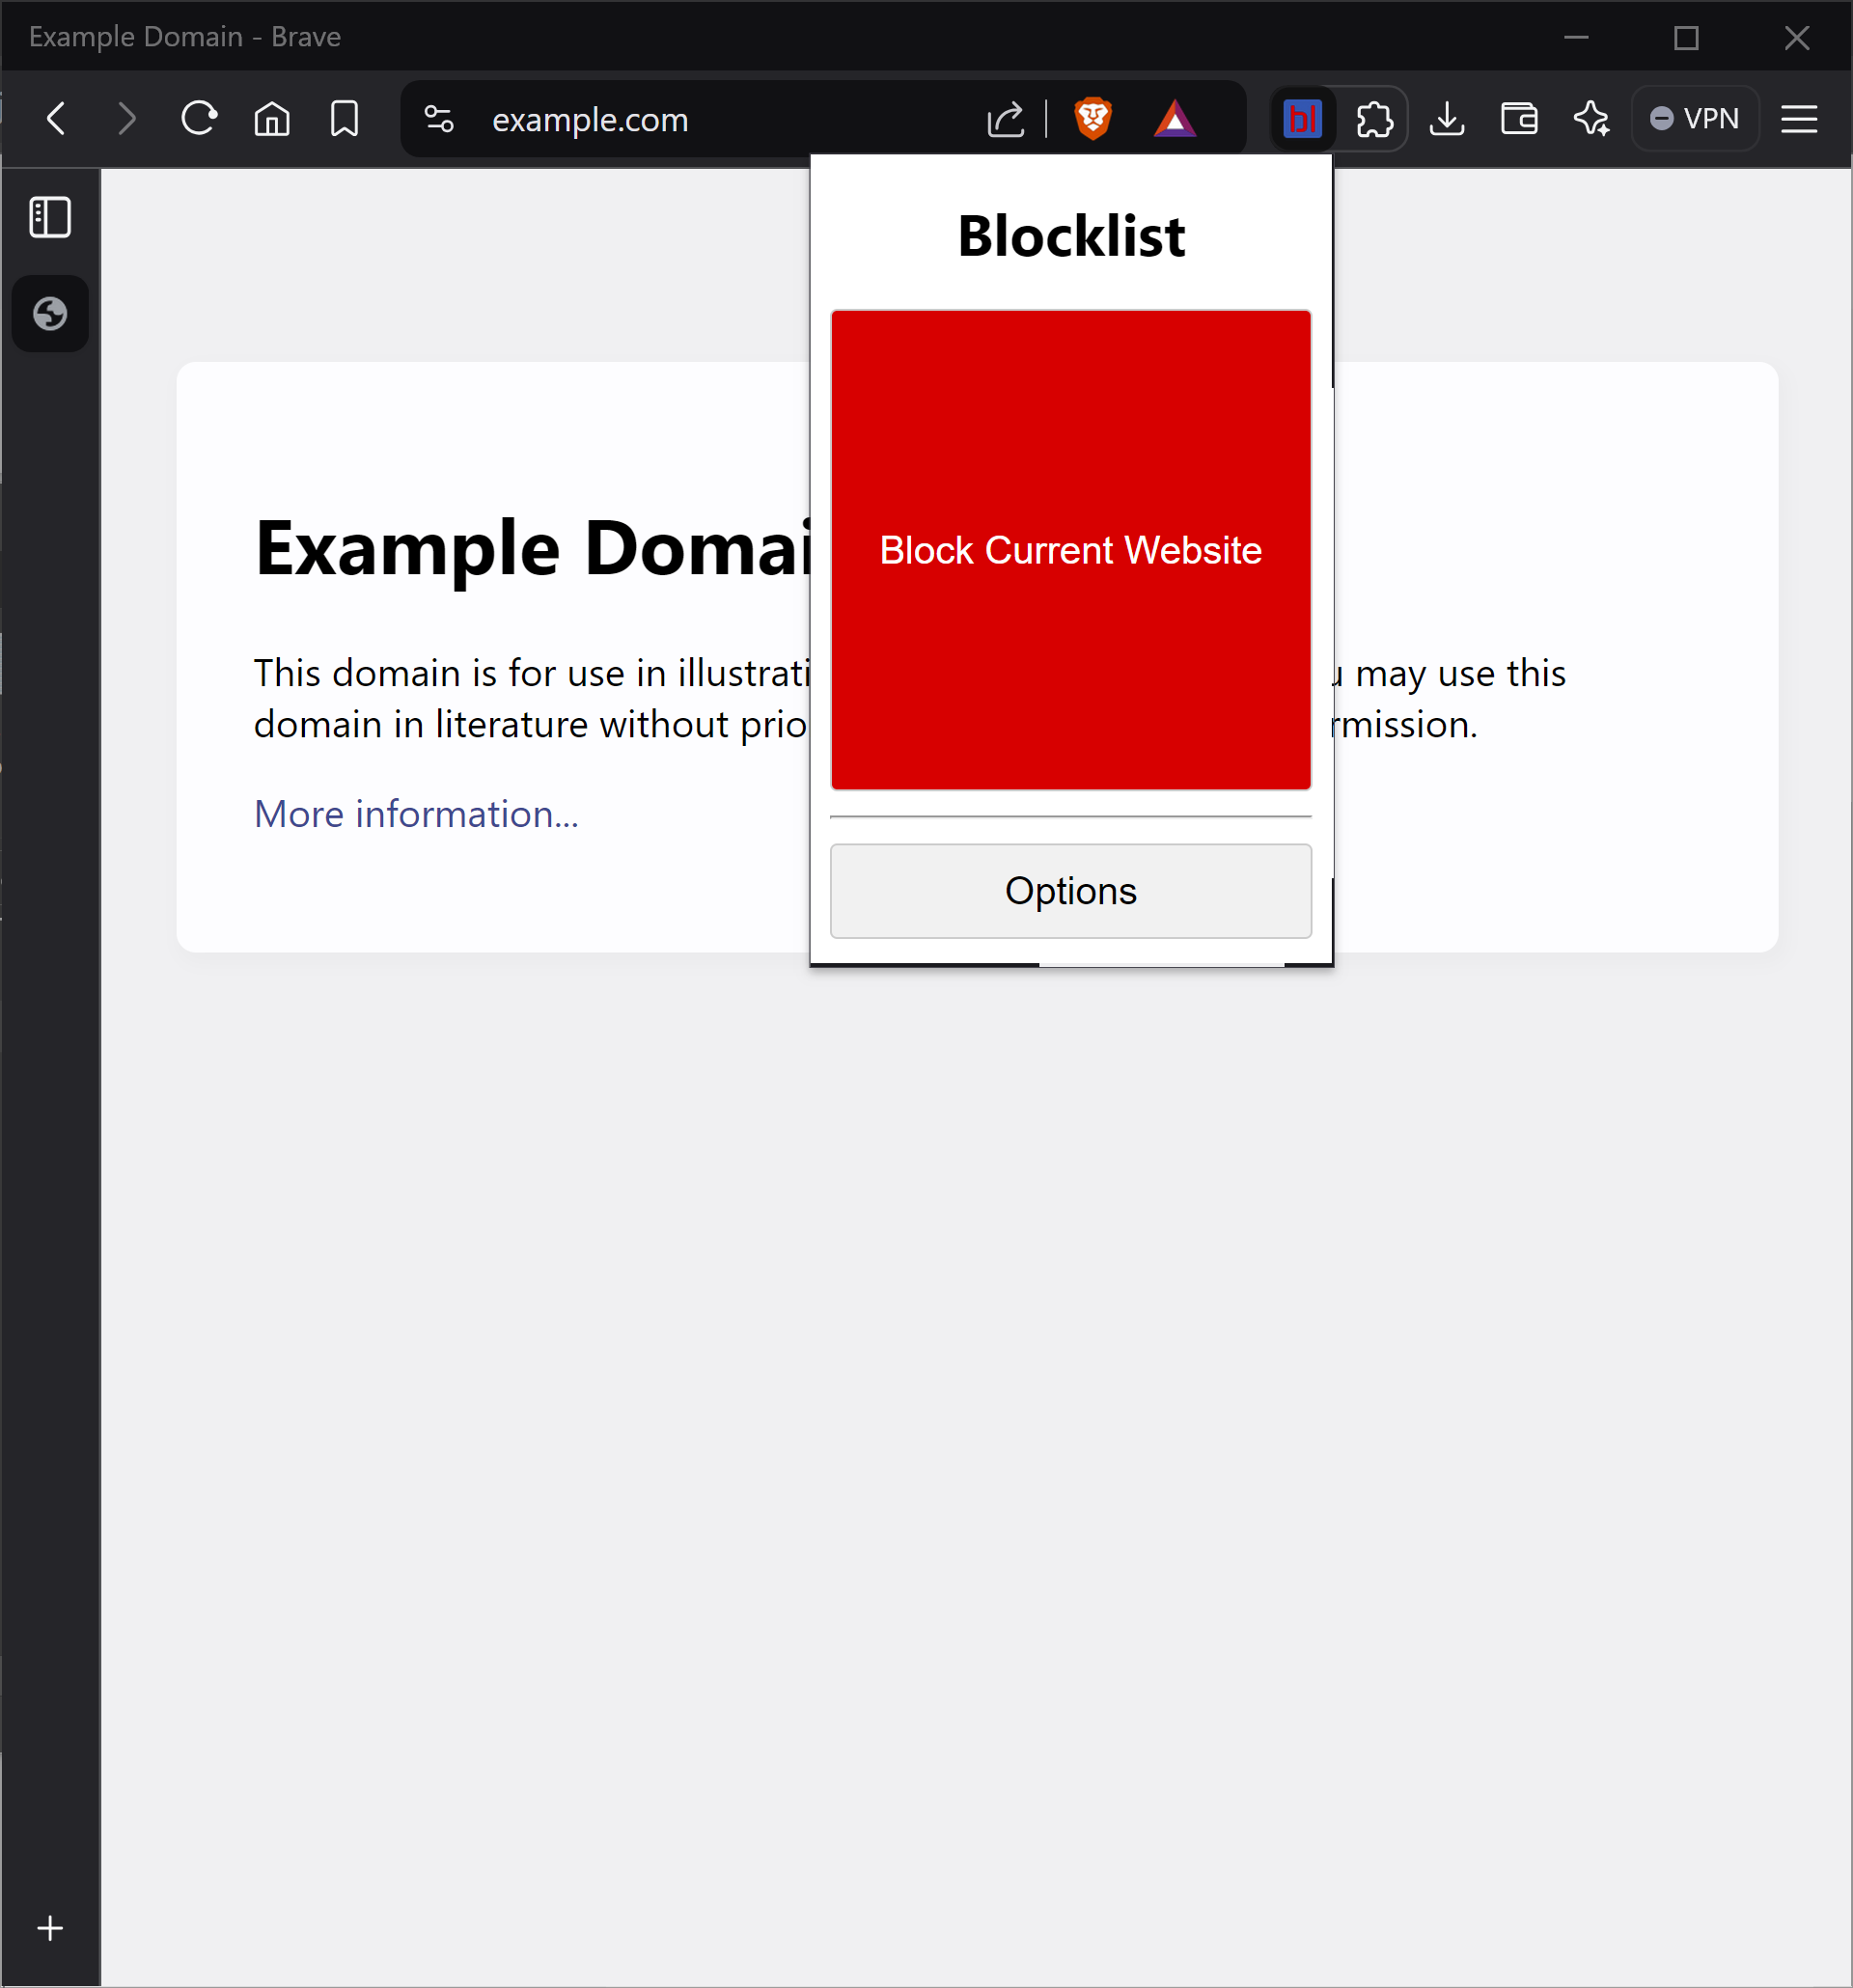 Example Domain - Brave
example.com
bl
VPN
Blocklist
Block Current Website
Options
Example Domai
This domain is for use in illustrati
may use this
domain in literature without prio
rmission.
More information...